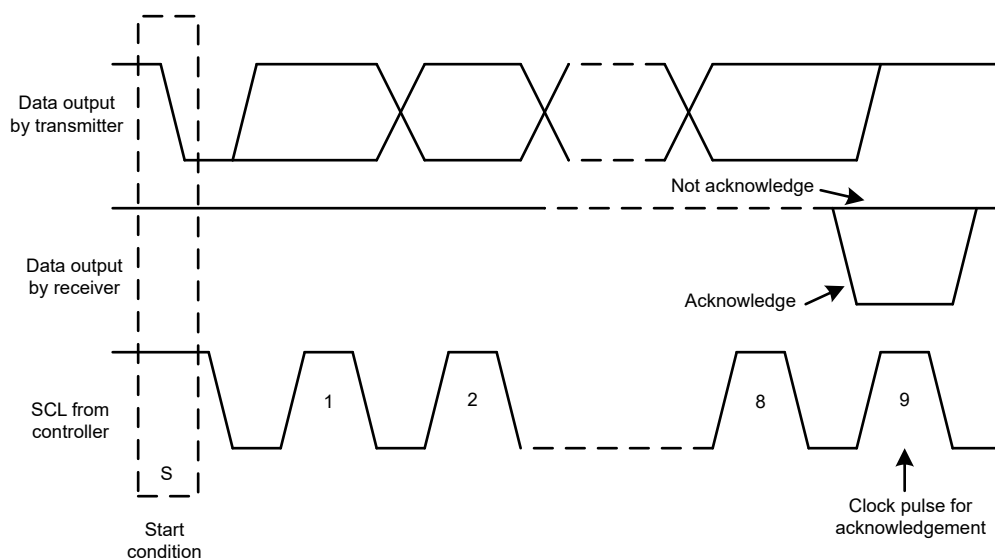 Data output
by transmitter
Not acknowledge
Data output
by receiver
Acknowledge
SCL from
controller
1
2
8
9
S
Start
condition
Clock pulse for
acknowledgement